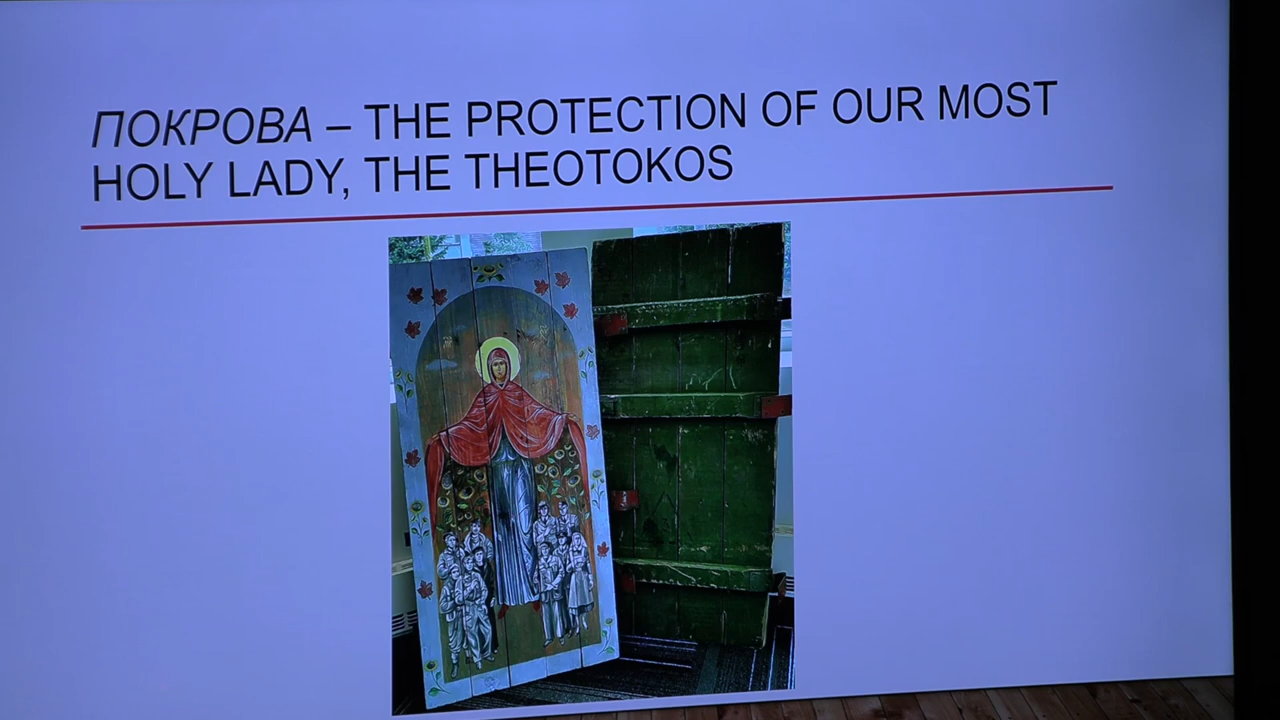 ПОКРОВА – THE PROTECTION OF OUR MOST
HOLY LADY, THE THEOTOKOS